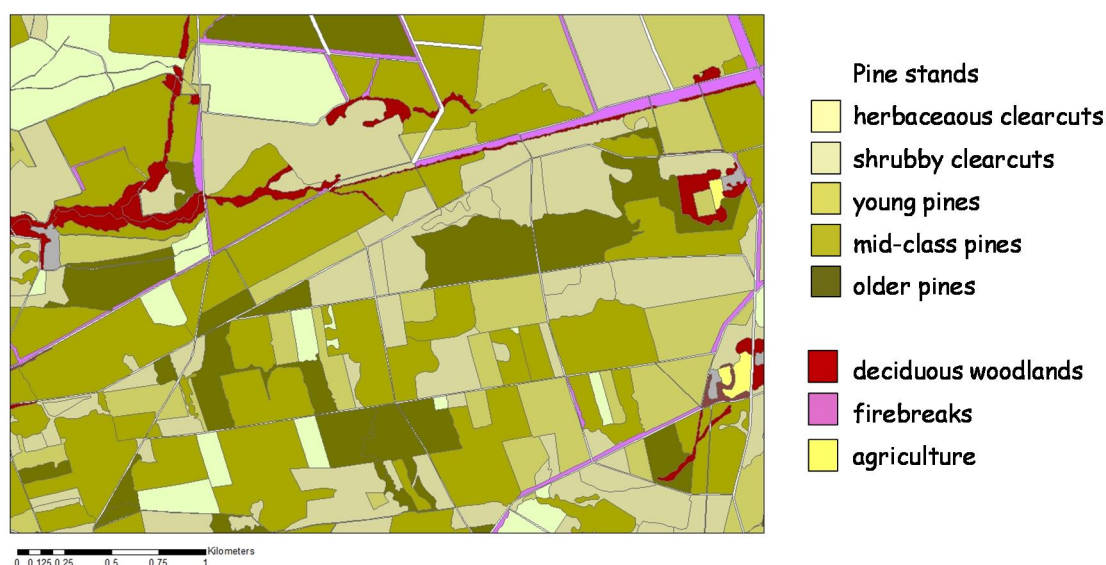 Pine stands
herbaceaous clearcuts
shrubby clearcuts
young pines
mid-class pines
older pines
deciduous woodlands
firebreaks
agriculture
Kilometers
0 0.125 0.25 0.5 0.75 1